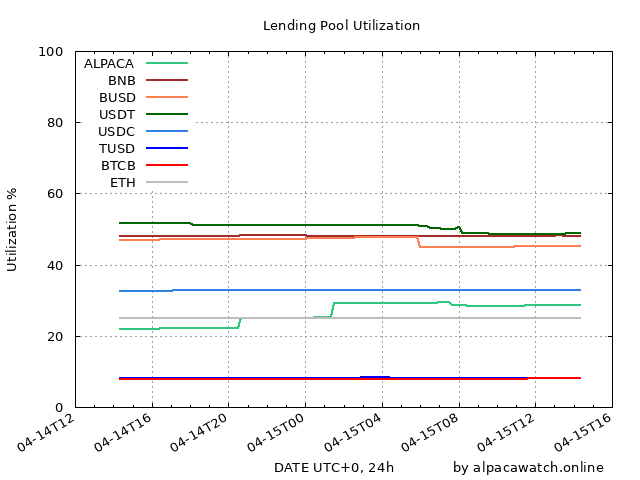 Lending Pool Utilization
100
80
60
40
20
0
Utilization %
ALPACA
BNB
BUSD
USDT
USDC
TUSD
BTCB
ETH
04-14T12
04-14T16
04-14T20
04-15T00
04-15T04
04-15T08
04-15T12
04-15T16
DATE UTC+0, 24h
by alpacawatch.online